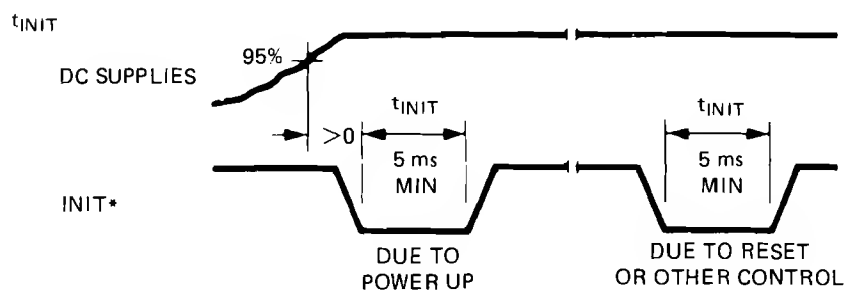 tINIT
95%
DC SUPPLIES
tINIT
tINIT
>0
5 ms
MIN
5 ms
MIN
INIT*
DUE TO
POWER UP
DUE TO RESET
OR OTHER CONTROL